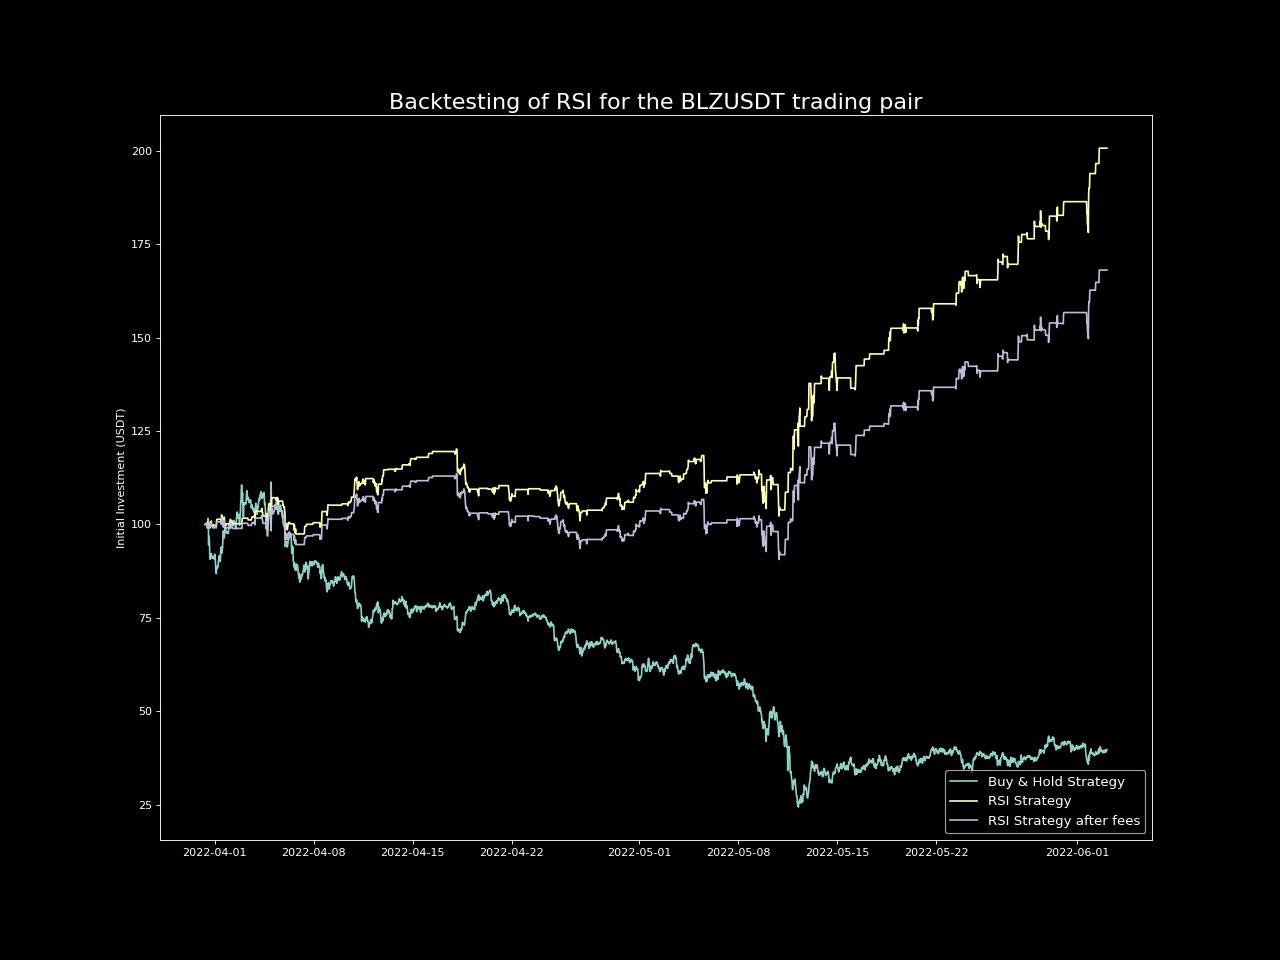 Backtesting of RSI for the BLZUSDT trading pair
Initial Investment (USDT)
200
175
150
125
100
75
50
25
2022-04-01 2022-04-08 2022-04-15 2022-04-22 2022-05-01 2022-05-08 2022-05-15 2022-05-22 2022-06-01
Buy & Hold Strategy
RSI Strategy
RSI Strategy after fees